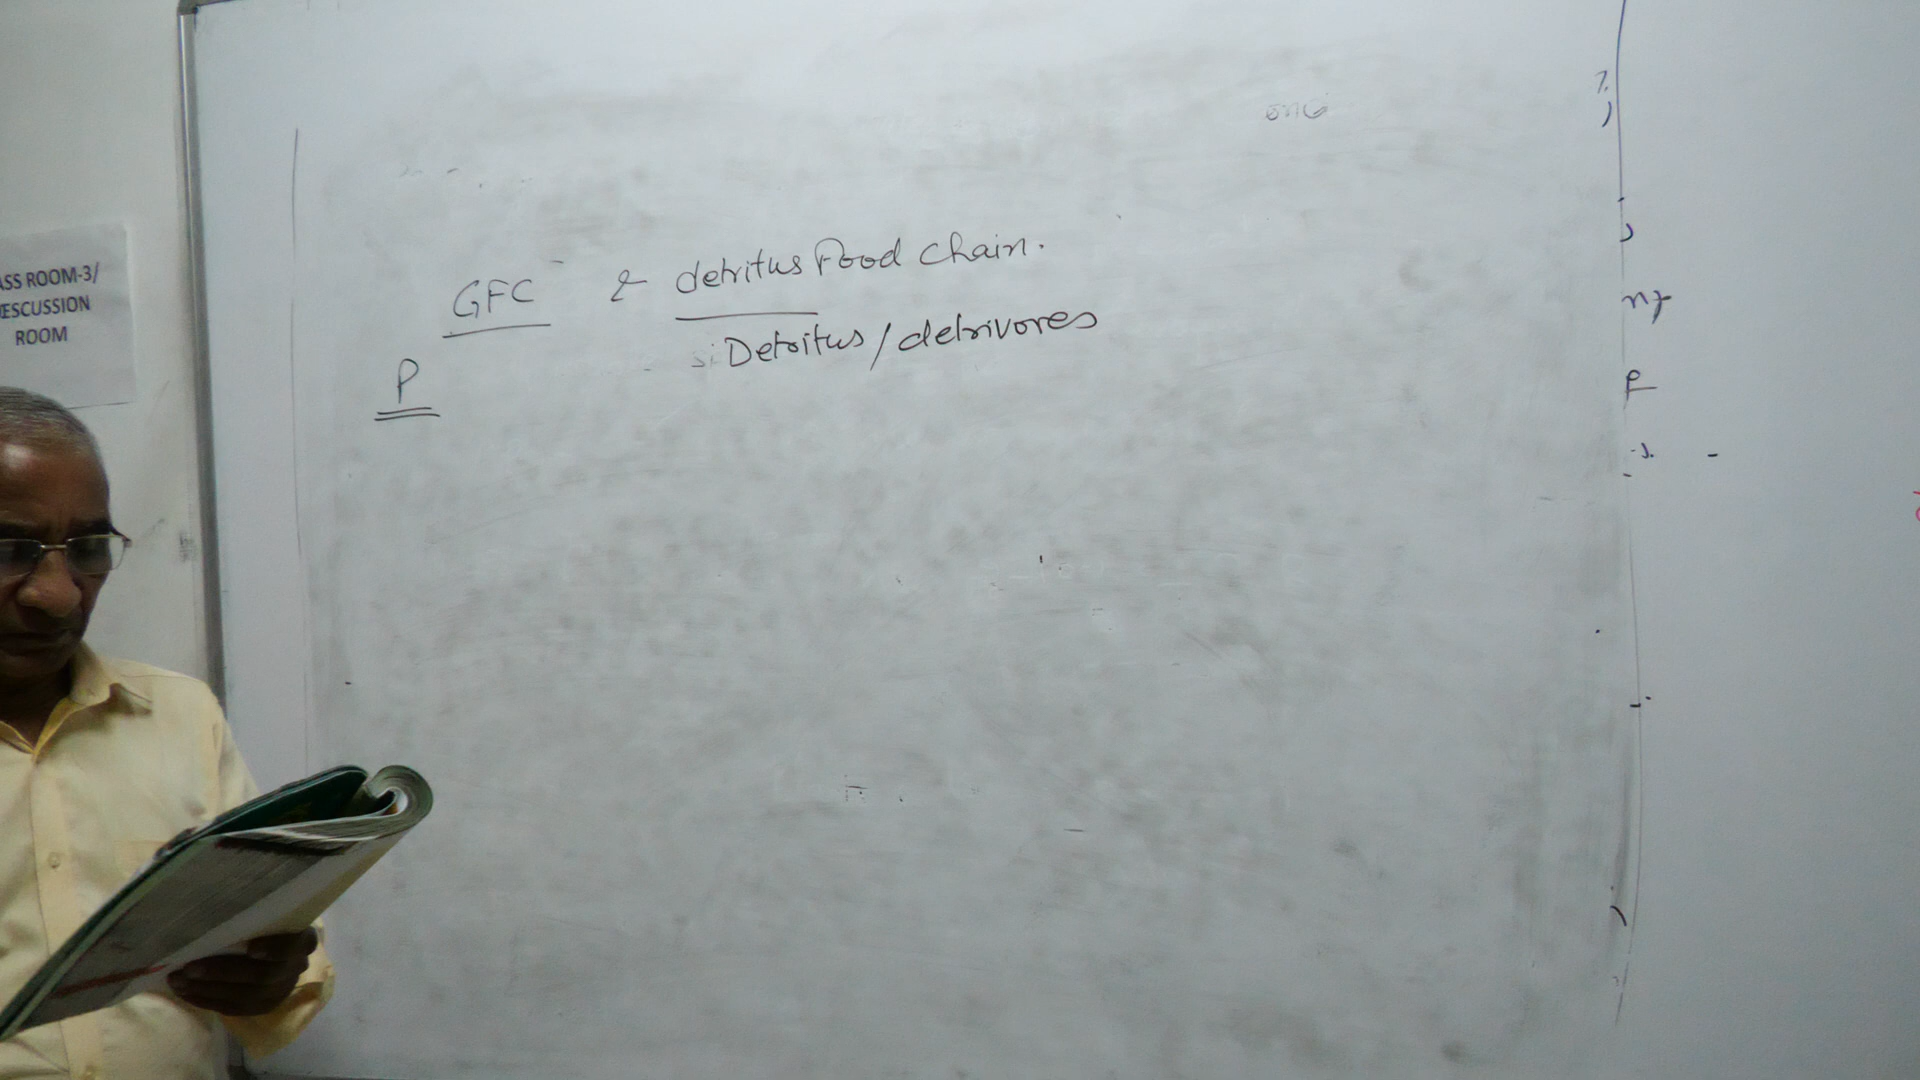 GFC & detritus Food Chain.
Detritus / detrivores
P
ASS ROOM-3/
ESCUSSION
ROOM